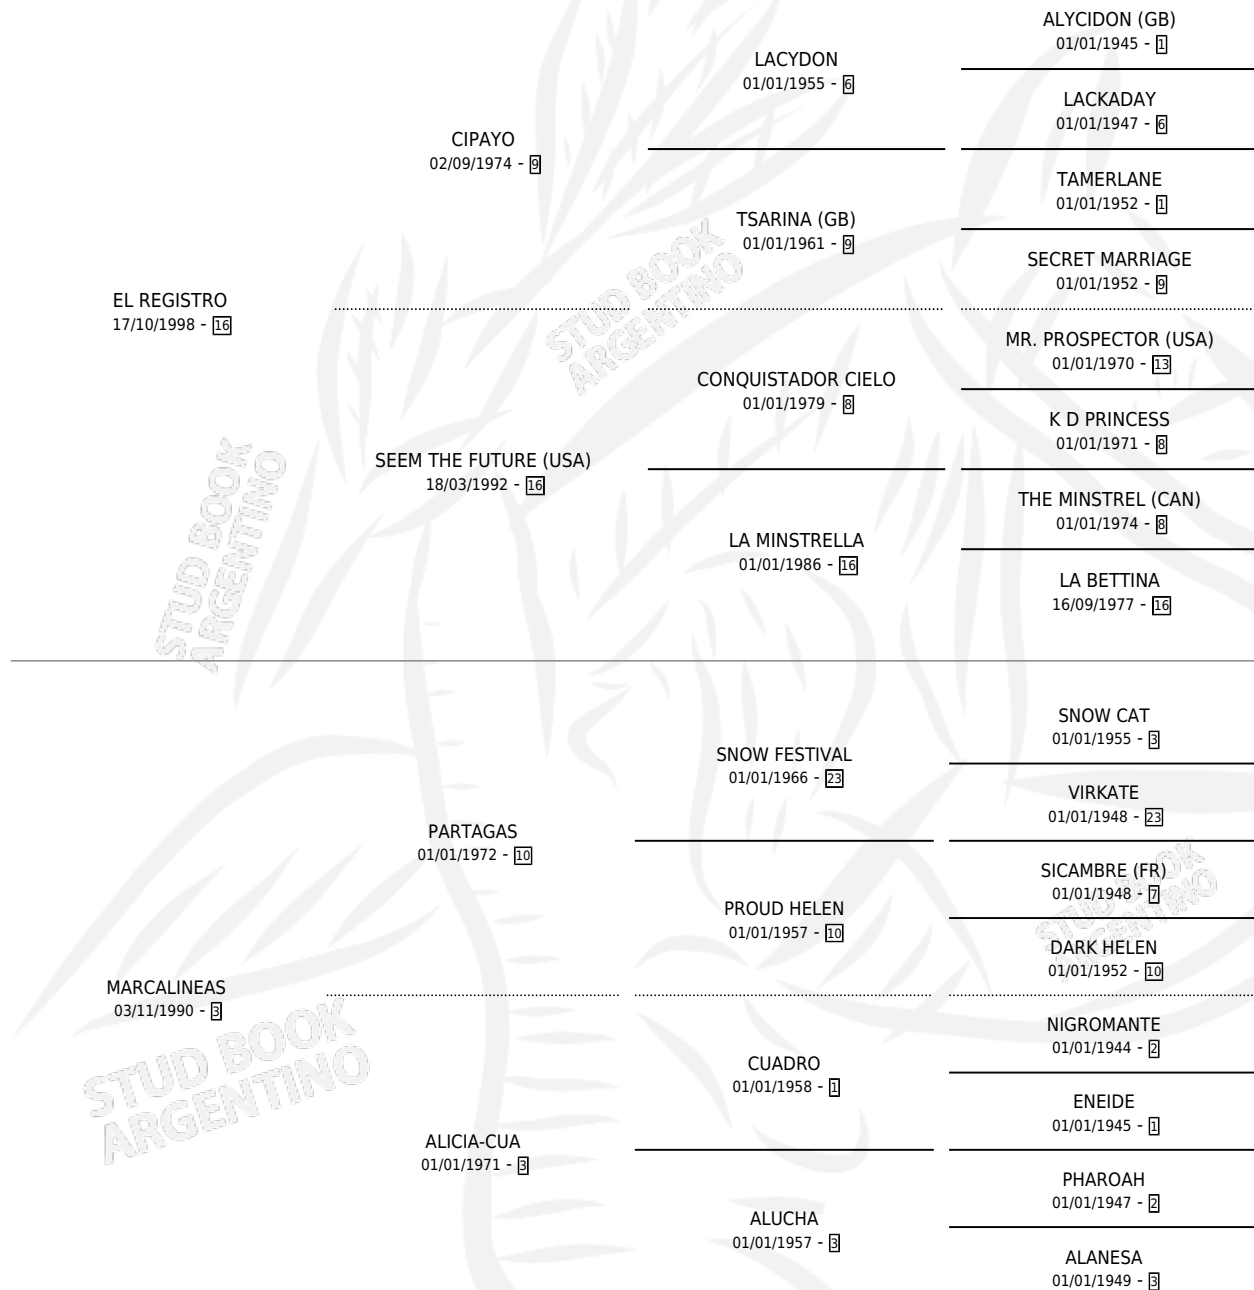 ALYCIDON (GB)
01/01/1945 - 1
LACYDON
01/01/1955 - 6
LACKADAY
01/01/1947 - 6
CIPAYO
02/09/1974 - 9
TAMERLANE
01/01/1952 - 1
TSARINA (GB)
01/01/1961 - 9
SECRET MARRIAGE
01/01/1952 - 9
EL REGISTRO
17/10/1998 - 16
MR. PROSPECTOR (USA)
01/01/1970 - 13
CONQUISTADOR CIELO
01/01/1979 - 8
K D PRINCESS
01/01/1971 - 8
SEEM THE FUTURE (USA)
18/03/1992 - 16
THE MINSTREL (CAN)
01/01/1974 - 8
LA MINSTRELLA
01/01/1986 - 16
LA BETTINA
16/09/1977 - 16
SNOW CAT
01/01/1955 - 3
SNOW FESTIVAL
01/01/1966 - 23
VIRKATE
01/01/1948 - 23
PARTAGAS
01/01/1972 - 10
SICAMBRE (FR)
01/01/1948 - 7
PROUD HELEN
01/01/1957 - 10
DARK HELEN
01/01/1952 - 10
MARCALINEAS
03/11/1990 - 3
NIGROMANTE
01/01/1944 - 2
CUADRO
01/01/1958 - 1
ENEIDE
01/01/1945 - 1
ALICIA-CUA
01/01/1971 - 3
PHAROAH
01/01/1947 - 2
ALUCHA
01/01/1957 - 3
ALANESA
01/01/1949 - 3
STUD BOOK
ARGENTINO
STUD BOOK
ARGENTINO
STUD BOOK
ARGENTINO
STUD BOOK
ARGENTINO